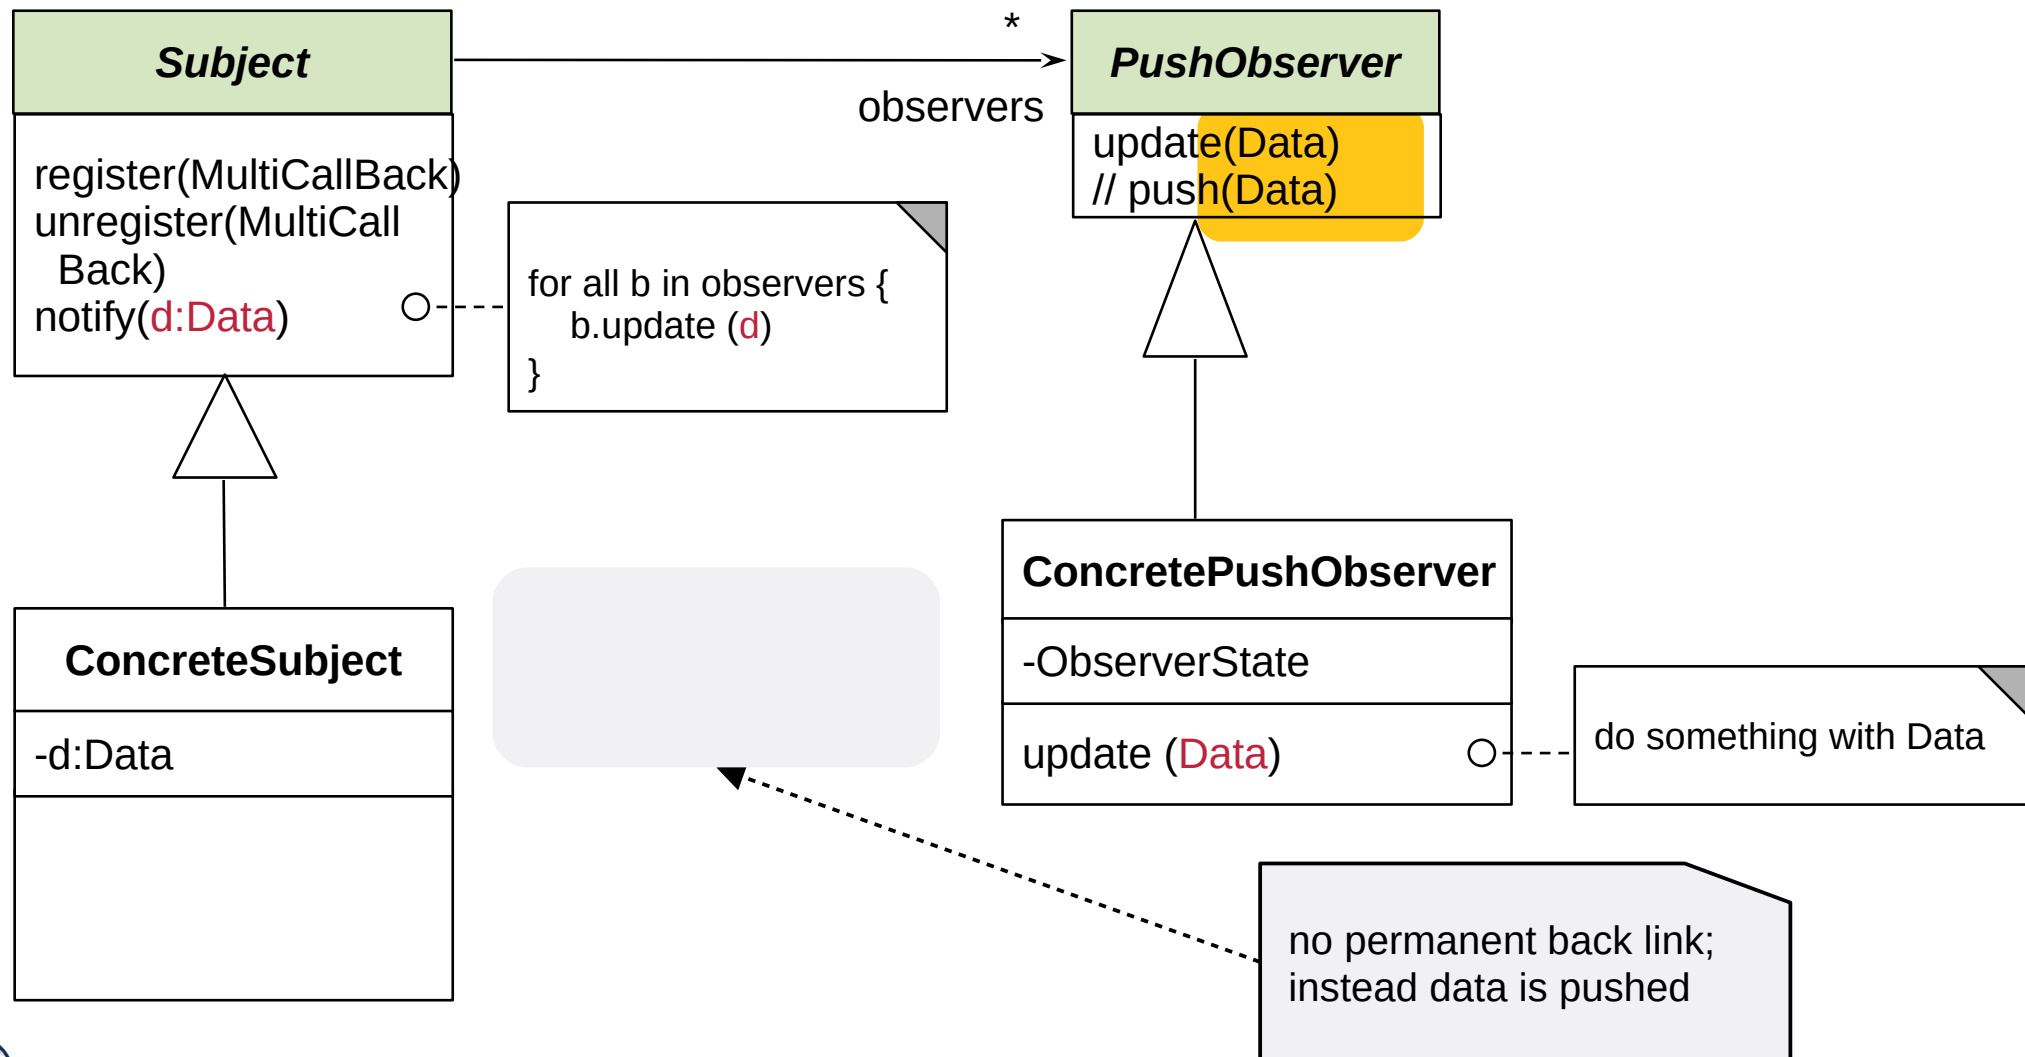 Subject
*
PushObserver
observers
update(Data)
// push(Data)
register(MultiCallBack)
unregister(MultiCall
Back)
notify(d:Data)
for all b in observers {
b.update (d)
}
ConcretePushObserver
-ObserverState
update (Data)
ConcreteSubject
-d:Data
do something with Data
no permanent back link;
instead data is pushed